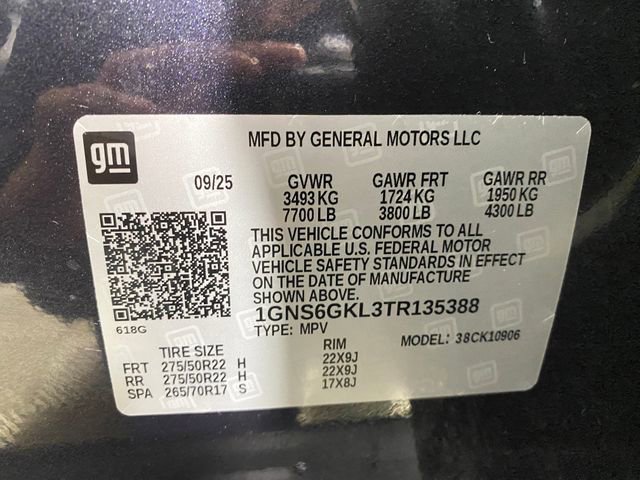 gm
MFD BY GENERAL MOTORS LLC
09/25 GVWR GAWR FRT GAWR RR
3493 KG 1724 KG 1950 KG
7700 LB 3800 LB 4300 LB
THIS VEHICLE CONFORMS TO ALL
APPLICABLE U.S. FEDERAL MOTOR
VEHICLE SAFETY STANDARDS IN EFFECT
ON THE DATE OF MANUFACTURE
SHOWN ABOVE.
1GNS6GKL3TR135388
618G TYPE: MPV MODEL: 38CK10906
TIRE SIZE RIM
FRT 275/50R22 H 22X9J
RR 275/50R22 H 22X9J
SPA 265/70R17 S 17X8J